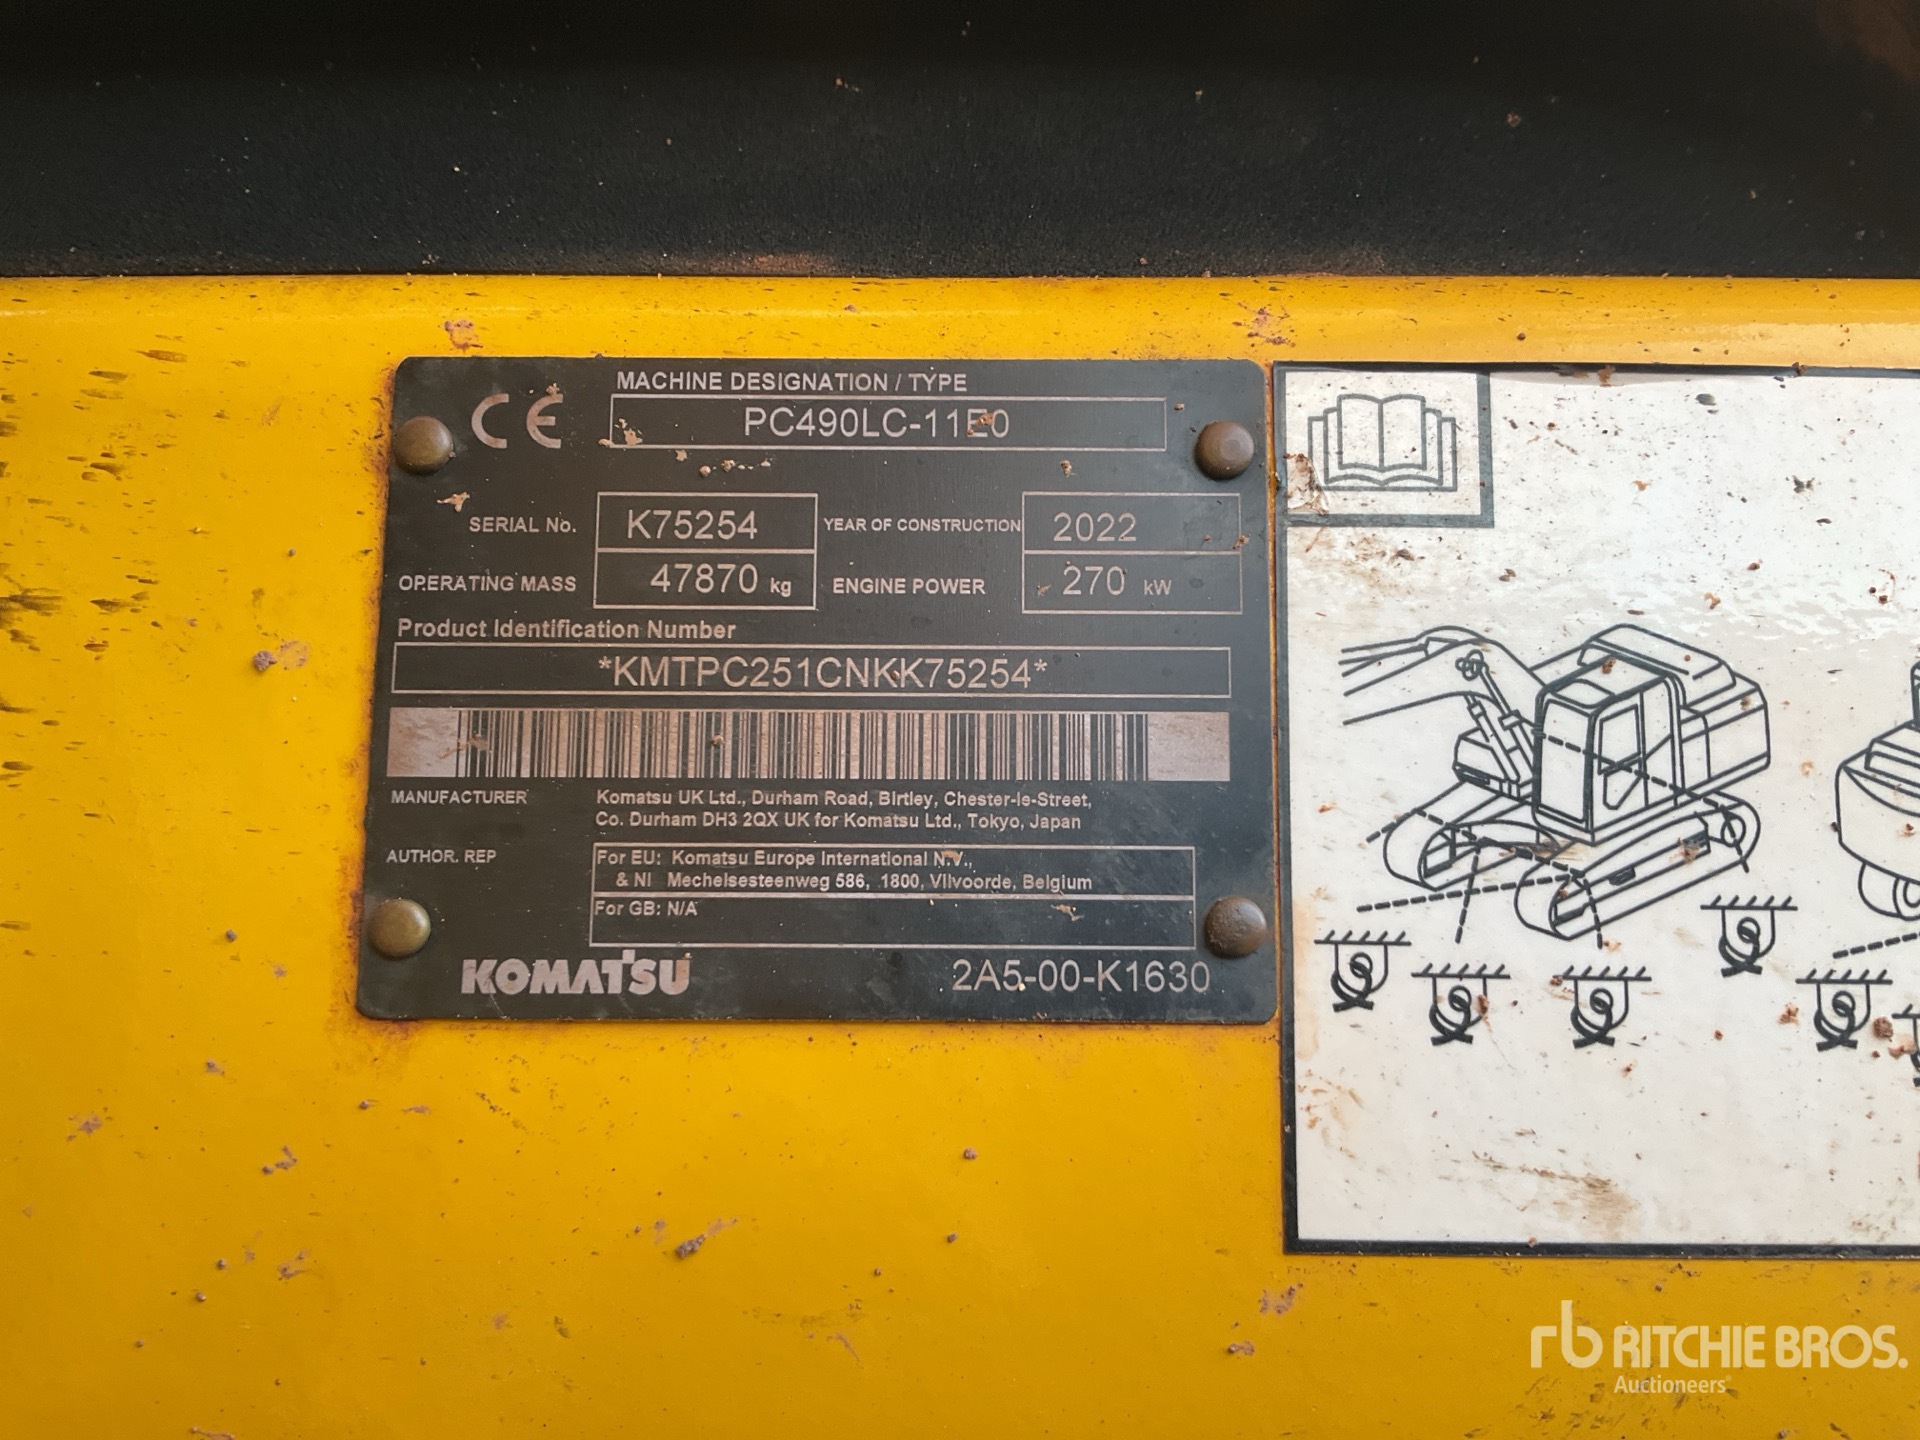 MACHINE DESIGNATION / TYPE
CE
PC490LC-11E0
SERIAL No. K75254 YEAR OF CONSTRUCTION 2022
OPERATING MASS 47870 kg ENGINE POWER 270 kW
Product Identification Number
*KMTPC251CNKK75254*
MANUFACTURER Komatsu UK Ltd., Durham Road, Birtley, Chester-le-Street,
Co. Durham DH3 2QX UK for Komatsu Ltd., Tokyo, Japan
AUTHOR. REP For EU: Komatsu Europe International N.V.,
& NI Mechelsesteenweg 586, 1800, Vilvoorde, Belgium
For GB: N/A
KOMATSU 2A5-00-K1630
rb RITCHIE BROS.
Auctioneers